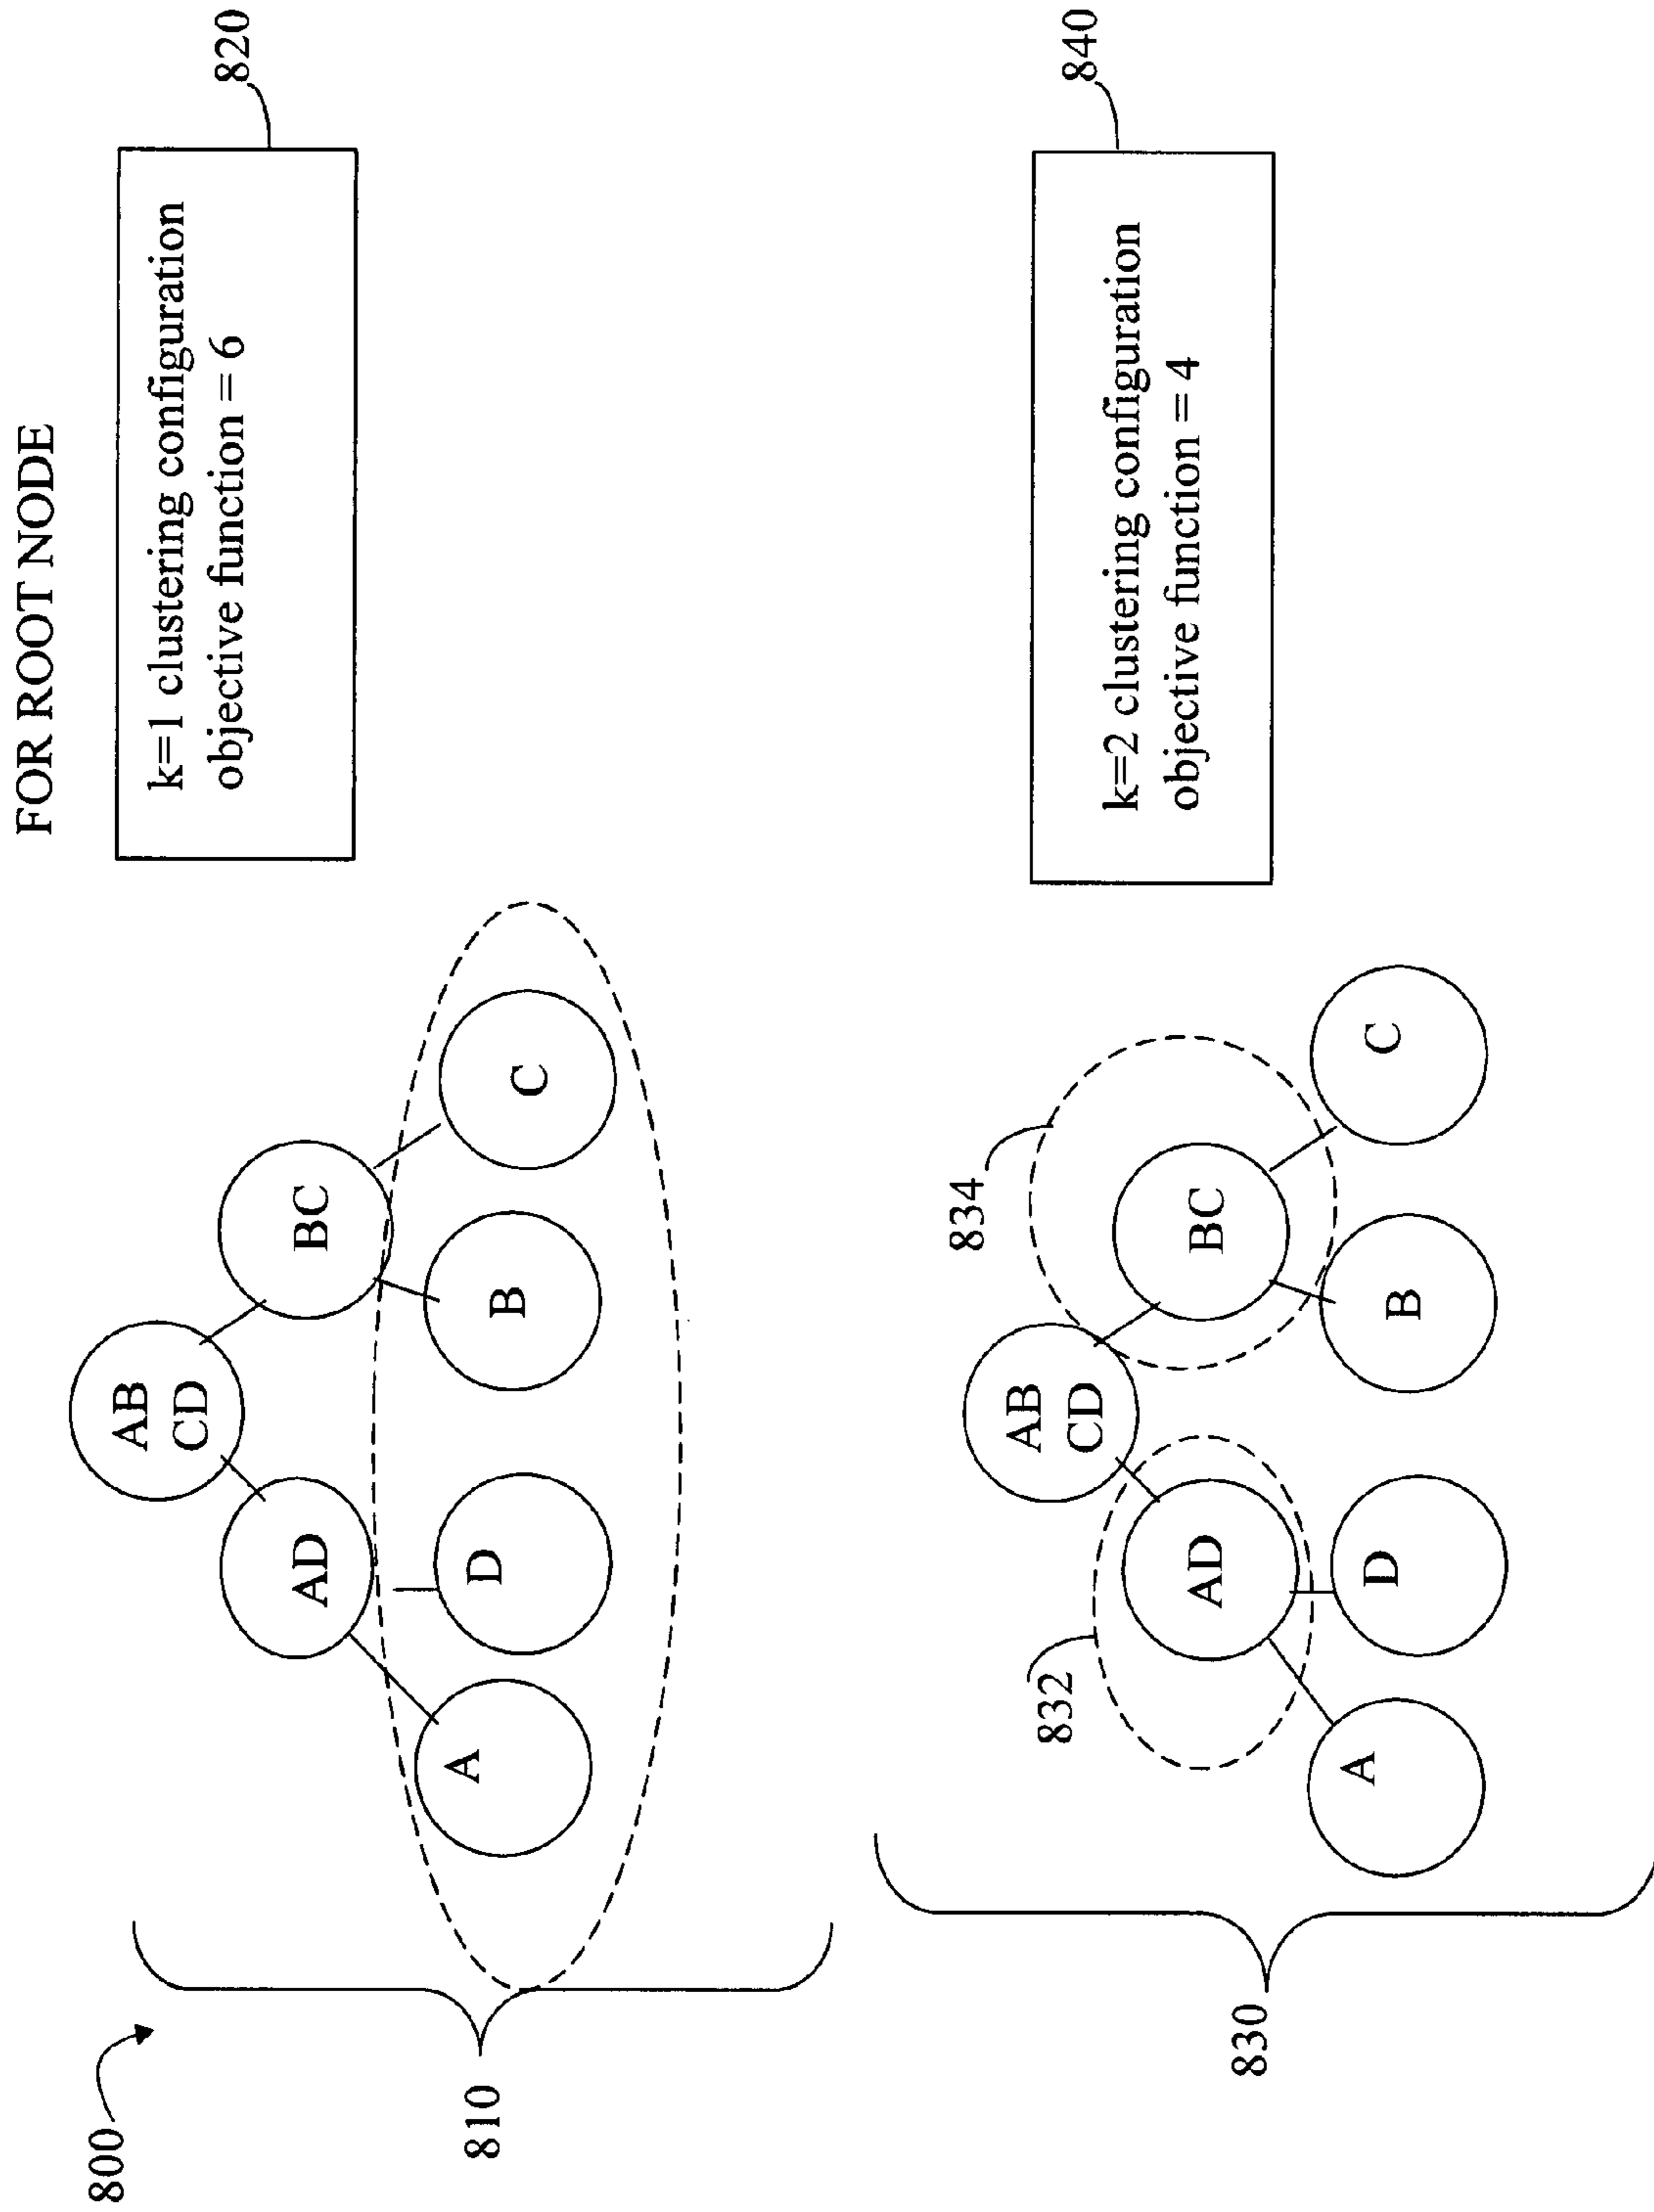 FOR ROOT NODE
800
810
AB
CD
AD
BC
A
D
B
C
k=1 clustering configuration
objective function = 6
820
830
AB
CD
832
834
AD
BC
A
D
B
C
k=2 clustering configuration
objective function = 4
840